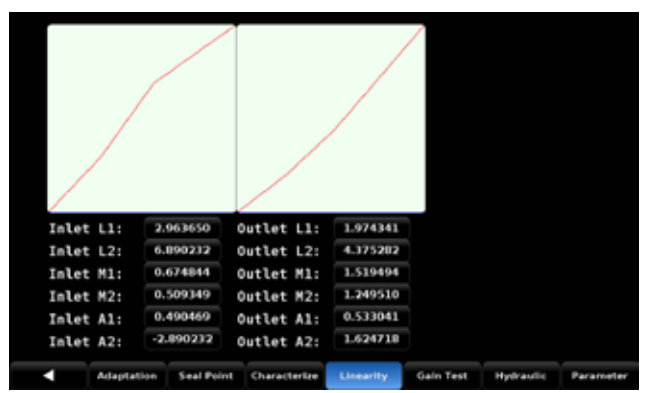 Inlet L1: 2.963650 Outlet L1: 1.974341
Inlet L2: 6.890232 Outlet L2: 4.375282
Inlet M1: 0.674844 Outlet M1: 1.519494
Inlet M2: 0.509349 Outlet M2: 1.249510
Inlet A1: 0.490469 Outlet A1: 0.533041
Inlet A2: -2.890232 Outlet A2: 1.624718
Adaptation Seal Point Characterize Linearity Gain Test Hydraulic Parameter